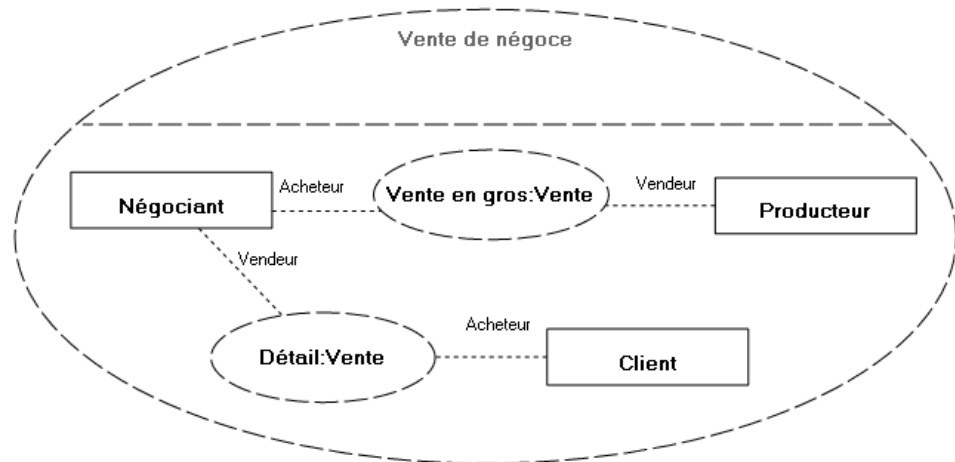 Vente de négoce
Négociant
Acheteur
Vente en gros:Vente
Vendeur
Producteur
Vendeur
Détail:Vente
Acheteur
Client